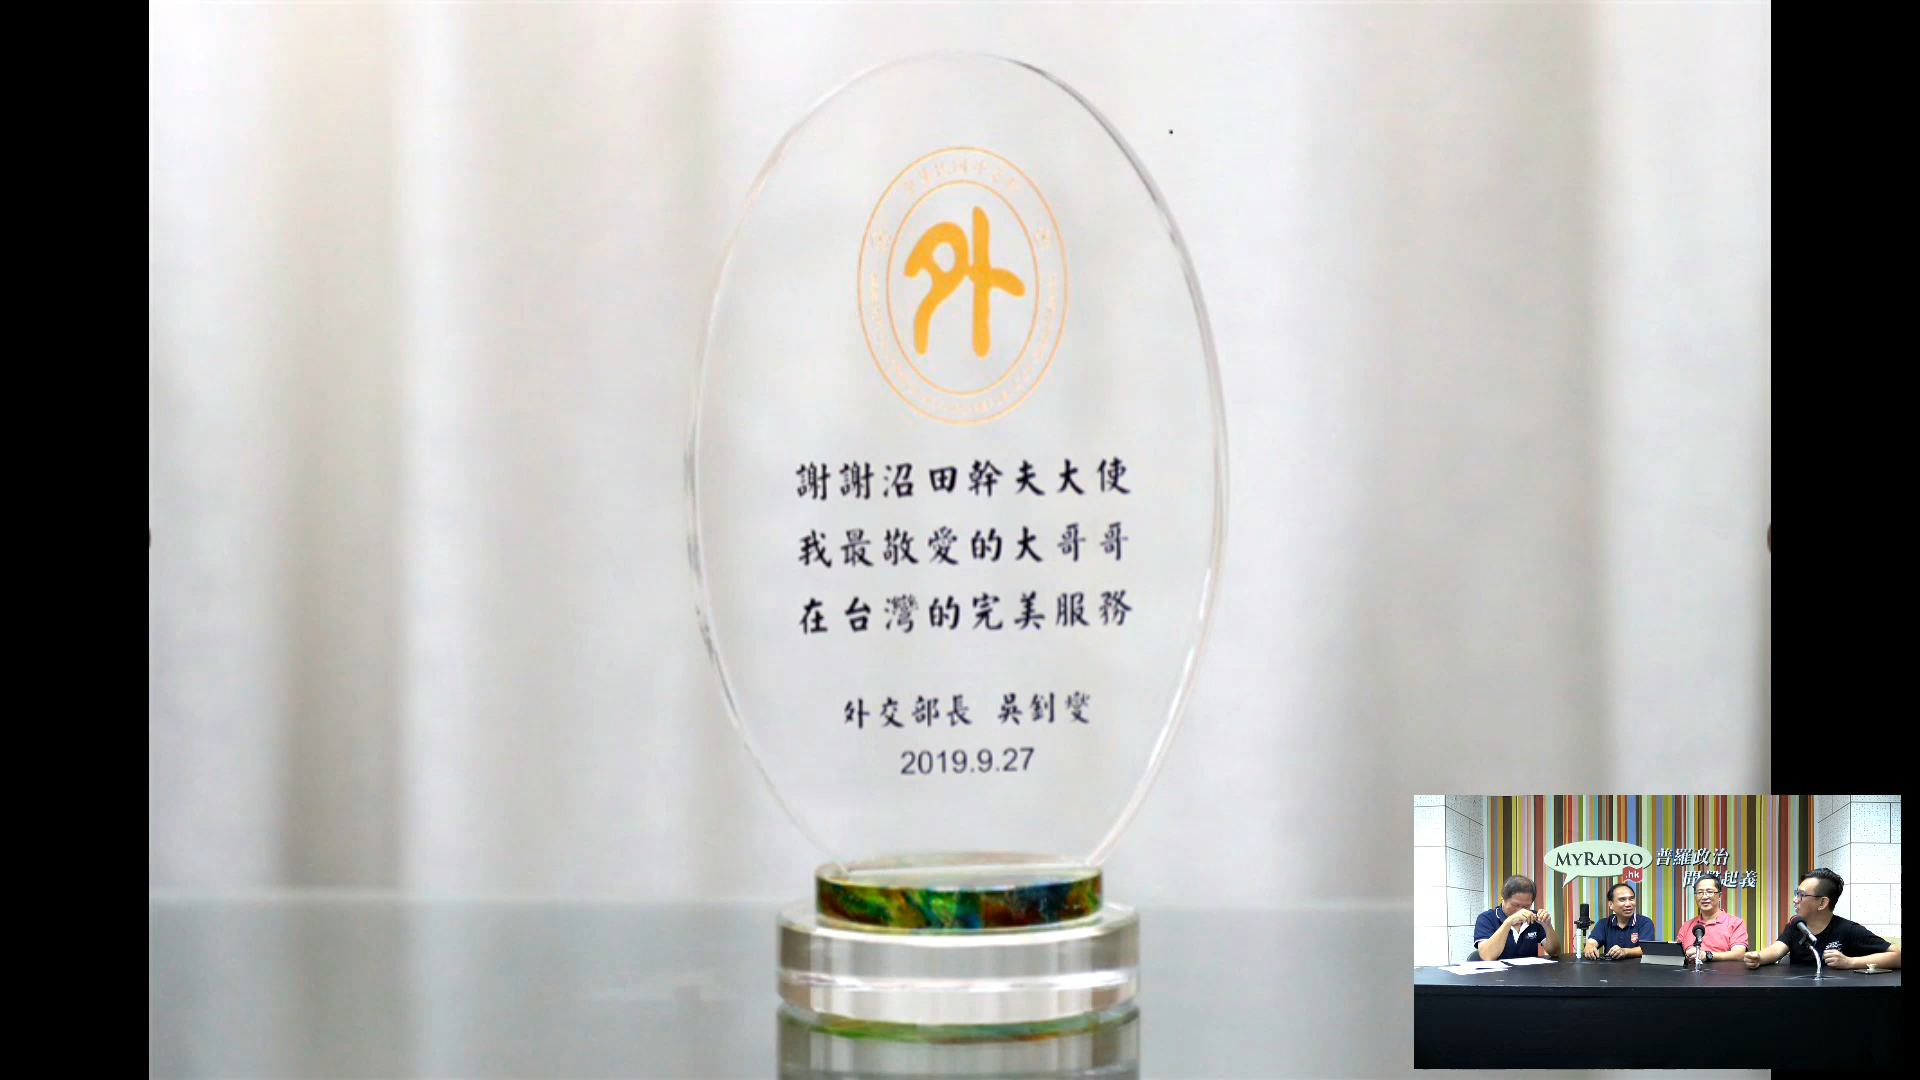 外
謝謝沼田幹夫大使
我最敬愛的大哥哥
在台灣的完美服務
外交部長 吳釗燮
2019.9.27
MYRADIO
.hk
普羅政治
起義